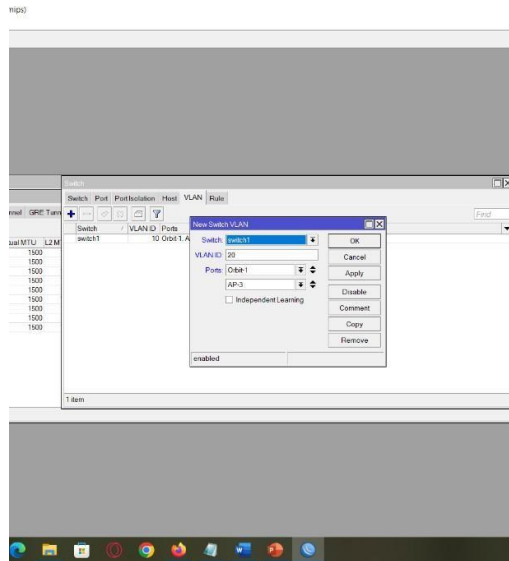 mips)
Switch
Switch Port Port Isolation Host VLAN Rule
Find
Switch VLAN ID Ports
switch1 10 Orbit-1, A
New Switch VLAN
Switch: switch1
VLAN ID: 20
Ports: Orbit-1
AP-3
Independent Learning
OK
Cancel
Apply
Disable
Comment
Copy
Remove
enabled
1 item
nnel GRE Tunn
tual MTU L2 M
1500
1500
1500
1500
1500
1500
1500
1500
1500